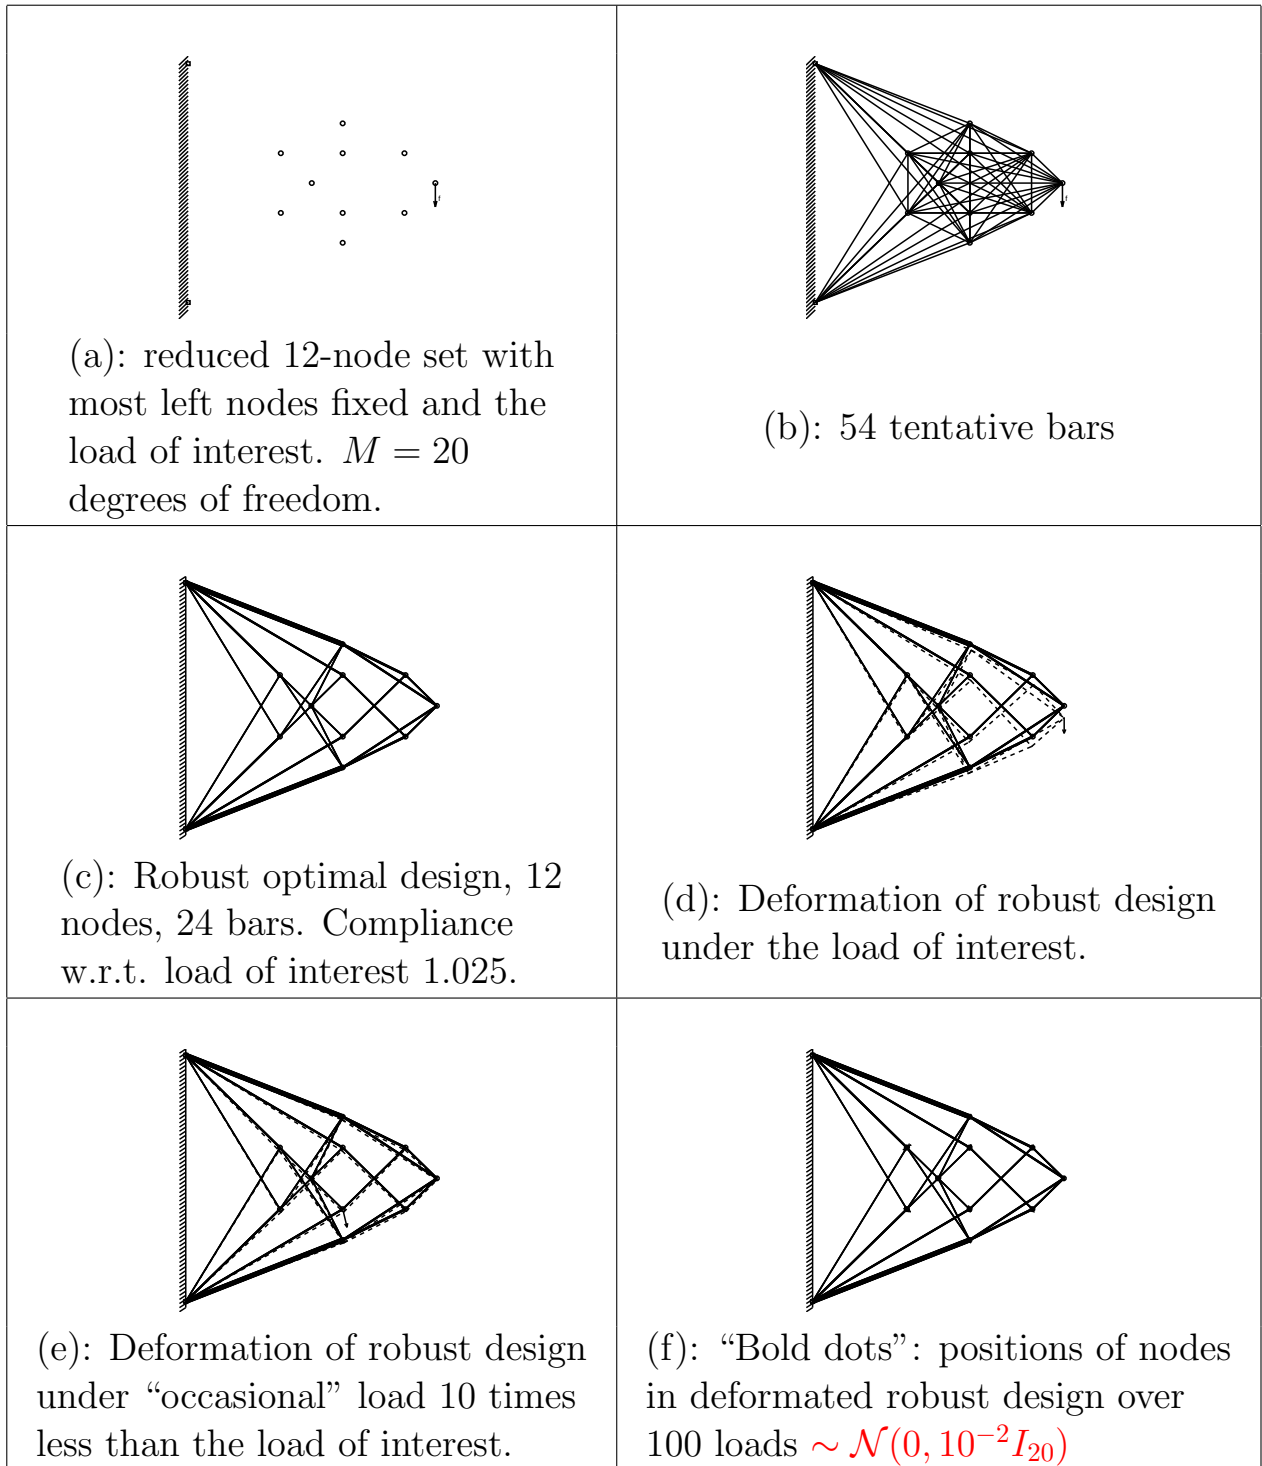 (a): reduced 12-node set with
most left nodes fixed and the
load of interest. M = 20
degrees of freedom.
(b): 54 tentative bars
(c): Robust optimal design, 12
nodes, 24 bars. Compliance
w.r.t. load of interest 1.025.
(d): Deformation of robust design
under the load of interest.
(e): Deformation of robust design
under “occasional” load 10 times
less than the load of interest.
(f): “Bold dots”: positions of nodes
in deformated robust design over
100 loads ∼ 𝒩(0, 10⁻²I₂₀)